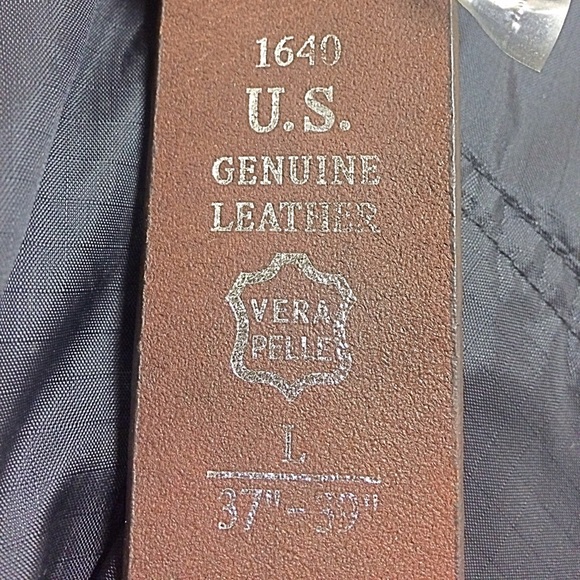 1640
U.S.
GENUINE
LEATHER
VERA
PELLE
L
37"-39"